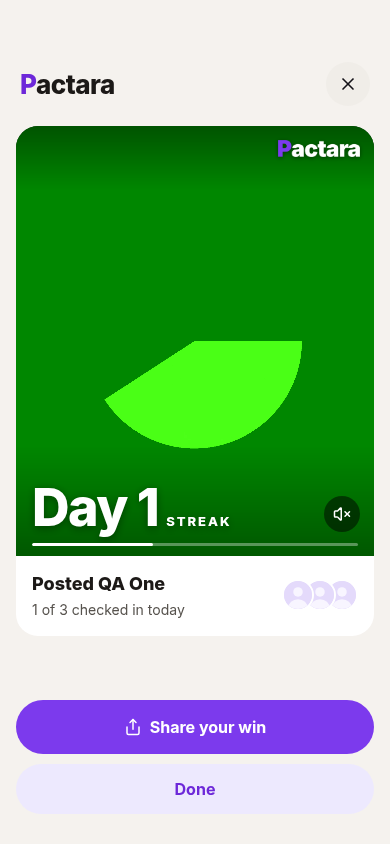 Pactara
Pactara
Day 1 STREAK
Posted QA One
1 of 3 checked in today
Share your win
Done